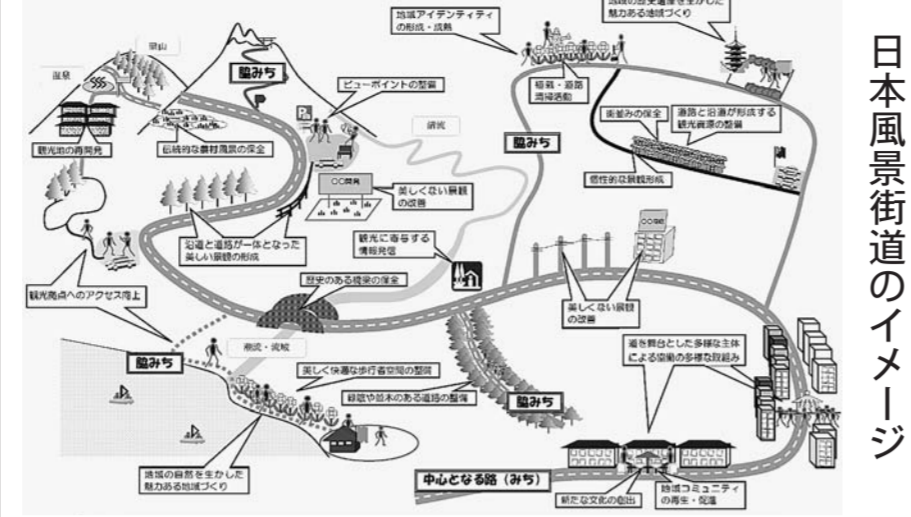 日本風景街道のイメージ
地域アイデンティティ
の形成・成熟
地域の歴史遺産を生かした
魅力ある地域づくり
里山
温泉
脇みち
ビューポイントの整備
植栽・道路
清掃活動
街並みの保全
道路と沿道が形成する
観光資源の整備
脇みち
観光地の再開発
伝統的な農村風景の保全
個性的な景観形成
〇〇開発
美しくない景観
の改善
沿道と道路が一体となった
美しい景観の形成
観光に寄与する
情報発信
歴史のある橋梁の保全
観光拠点へのアクセス向上
美しくない景観
の改善
脇みち
美しく快適な歩行者空間の整備
道を舞台とした多様な主体
による協働の多様な取組み
緑陰や並木のある道路の整備
脇みち
地域の自然を生かした
魅力ある地域づくり
中心となる路（みち）
新たな文化の創出
地域コミュニティ
の再生・促進